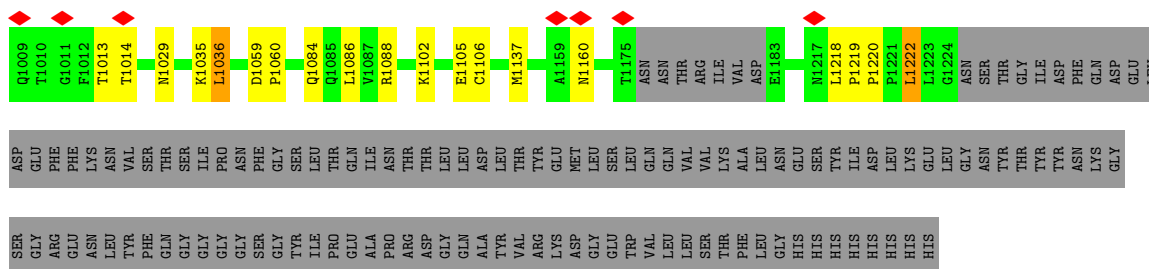 Q1009 T1010 G1011 F1012 T1013 T1014 N1029 K1035 L1036 D1059 P1060 Q1084 Q1085 L1086 V1087 R1088 K1102 E1105 C1106 M1137 A1159 N1160 T1175 ASN ASN THR ARG ILE VAL ASP E1183 N1217 L1218 P1219 P1220 P1221 L1222 L1223 G1224 ASN SER THR GLY ILE ASP PHE GLN ASP GLU
ASP GLU PHE PHE LYS ASN VAL SER THR SER ILE PRO ASN PHE GLY SER LEU THR GLN ILE ASN THR THR LEU LEU ASP LEU THR TYR GLU MET LEU SER LEU GLN GLN VAL VAL LYS ALA LEU ASN GLU SER TYR ILE ASP LEU LYS GLU LEU GLY ASN TYR THR TYR TYR ASN LYS GLY
SER GLY ARG GLU ASN LEU TYR PHE GLN GLY GLY GLY GLY SER GLY TYR ILE PRO GLU ALA PRO ARG ASP GLY GLN ALA TYR VAL ARG LYS ASP GLY GLU TRP VAL LEU LEU SER THR PHE LEU GLY HIS HIS HIS HIS HIS HIS HIS HIS